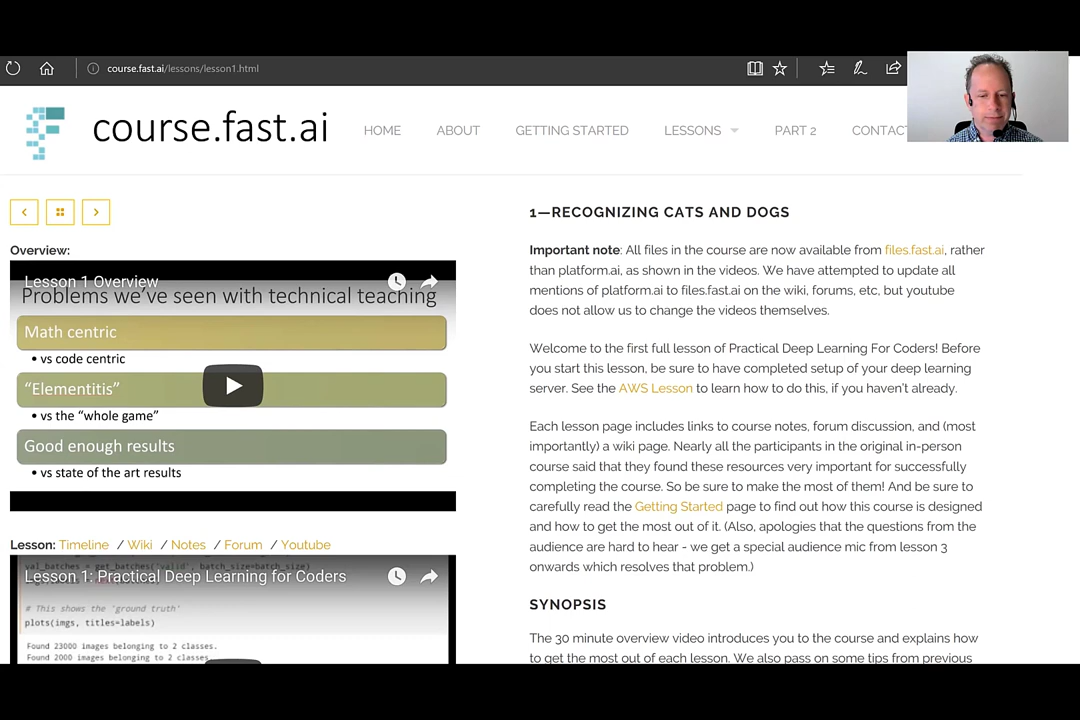 course.fast.ai/lessons/lesson1.html
course.fast.ai
HOME ABOUT GETTING STARTED LESSONS PART 2 CONTACT
Overview:
Lesson 1 Overview
Problems we've seen with technical teaching
Math centric
• vs code centric
“Elementitis”
• vs the “whole game”
Good enough results
• vs state of the art results
Lesson: Timeline / Wiki / Notes / Forum / Youtube
val_batches = get_batches('valid', batch_size=batch_size)
Lesson 1: Practical Deep Learning for Coders
# This shows the 'ground truth'
plots(imgs, titles=labels)
Found 23000 images belonging to 2 classes.
Found 2000 images belonging to 2 classes
1—RECOGNIZING CATS AND DOGS
Important note: All files in the course are now available from files.fast.ai, rather
than platform.ai, as shown in the videos. We have attempted to update all
mentions of platform.ai to files.fast.ai on the wiki, forums, etc, but youtube
does not allow us to change the videos themselves.
Welcome to the first full lesson of Practical Deep Learning For Coders! Before
you start this lesson, be sure to have completed setup of your deep learning
server. See the AWS Lesson to learn how to do this, if you haven't already.
Each lesson page includes links to course notes, forum discussion, and (most
importantly) a wiki page. Nearly all the participants in the original in-person
course said that they found these resources very important for successfully
completing the course. So be sure to make the most of them! And be sure to
carefully read the Getting Started page to find out how this course is designed
and how to get the most out of it. (Also, apologies that the questions from the
audience are hard to hear - we get a special audience mic from lesson 3
onwards which resolves that problem.)
SYNOPSIS
The 30 minute overview video introduces you to the course and explains how
to get the most out of each lesson. We also pass on some tips from previous